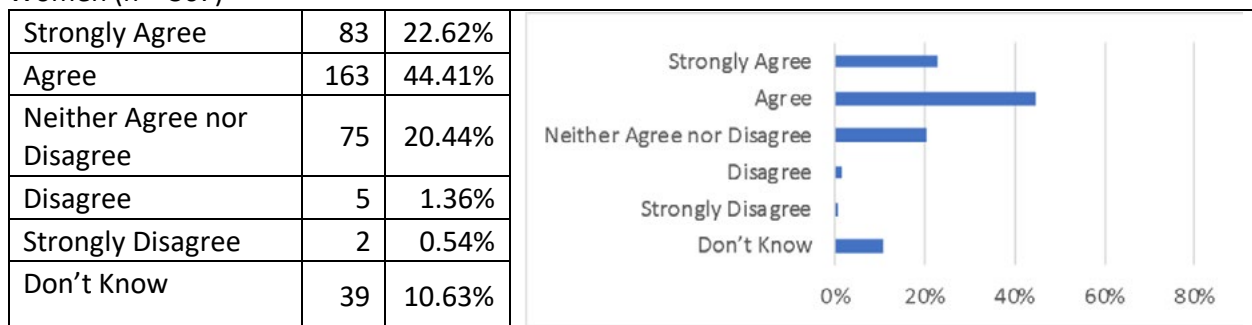 Strongly Agree 83 22.62%
Agree 163 44.41%
Neither Agree nor
Disagree 75 20.44%
Disagree 5 1.36%
Strongly Disagree 2 0.54%
Don’t Know 39 10.63%
Strongly Agree
Agree
Neither Agree nor Disagree
Disagree
Strongly Disagree
Don’t Know
0% 20% 40% 60% 80%